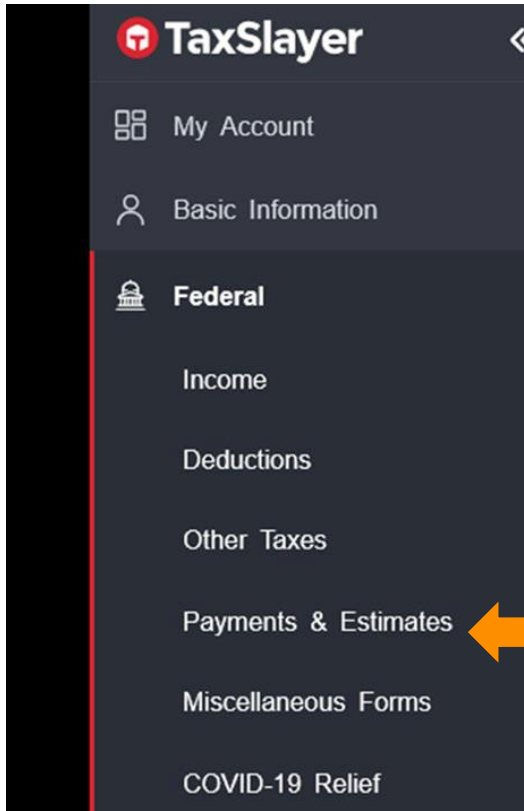 TaxSlayer
My Account
Basic Information
Federal
Income
Deductions
Other Taxes
Payments & Estimates
Miscellaneous Forms
COVID-19 Relief